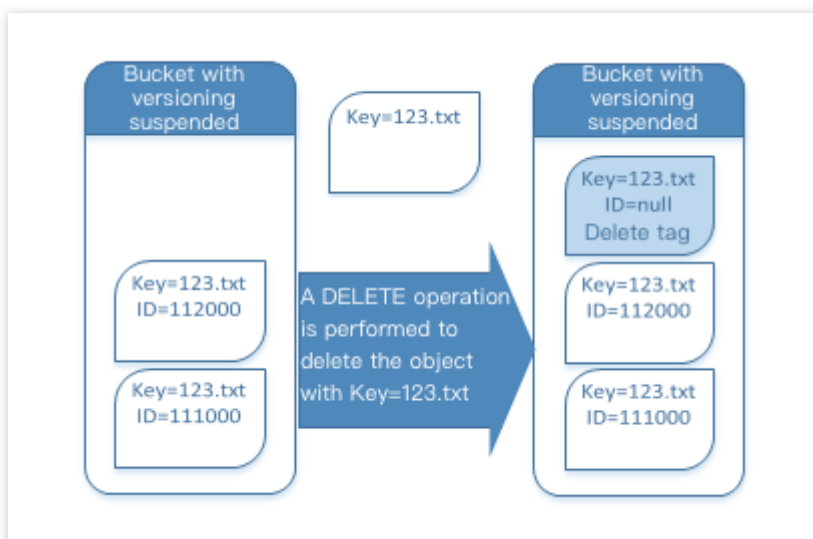 Bucket with
versioning
suspended
Key=123.txt
ID=112000
Key=123.txt
ID=111000
Key=123.txt
A DELETE operation
is performed to
delete the object
with Key=123.txt
Bucket with
versioning
suspended
Key=123.txt
ID=null
Delete tag
Key=123.txt
ID=112000
Key=123.txt
ID=111000